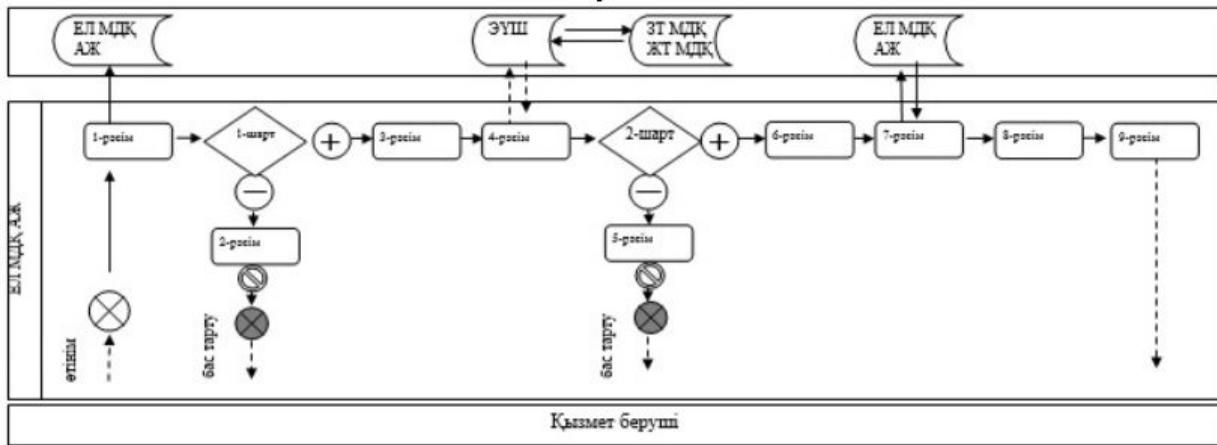 ЕЛ МДҚ
АЖ
ЭҮШ
ЗТ МДҚ
ЖТ МДҚ
ЕЛ МДҚ
АЖ
ЕЛ МДҚ АЖ
1-рәсім
1-шарт
3-рәсім
4-рәсім
2-шарт
6-рәсім
7-рәсім
8-рәсім
9-рәсім
2-рәсім
5-рәсім
өтінім
бас тарту
бас тарту
Қызмет беруші